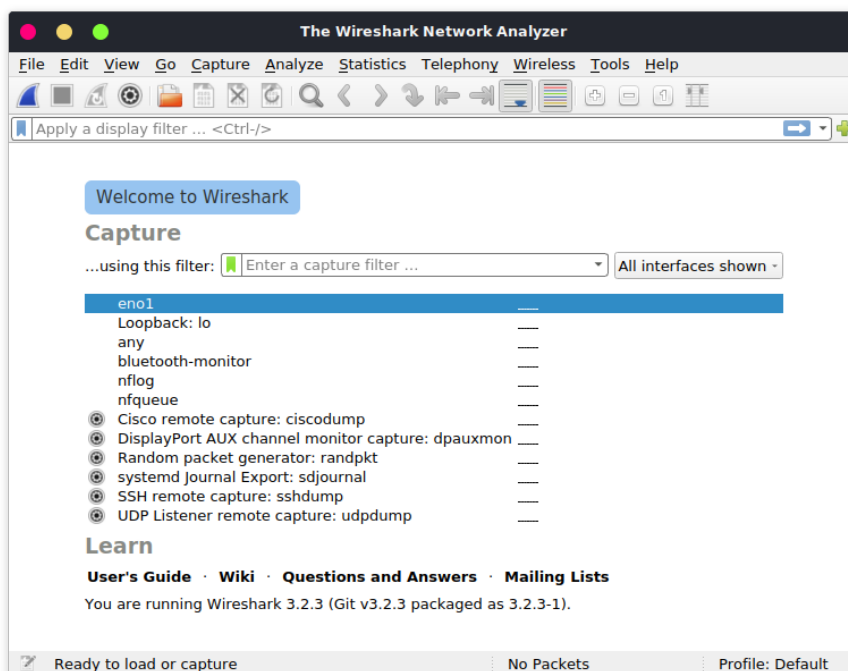 The Wireshark Network Analyzer
File Edit View Go Capture Analyze Statistics Telephony Wireless Tools Help
Apply a display filter ... <Ctrl-/>
Welcome to Wireshark
Capture
...using this filter: Enter a capture filter ... All interfaces shown
eno1
Loopback: lo
any
bluetooth-monitor
nflog
nfqueue
Cisco remote capture: ciscodump
DisplayPort AUX channel monitor capture: dpauxmon
Random packet generator: randpkt
systemd Journal Export: sdjournal
SSH remote capture: sshdump
UDP Listener remote capture: udpdump
Learn
User's Guide · Wiki · Questions and Answers · Mailing Lists
You are running Wireshark 3.2.3 (Git v3.2.3 packaged as 3.2.3-1).
Ready to load or capture No Packets Profile: Default